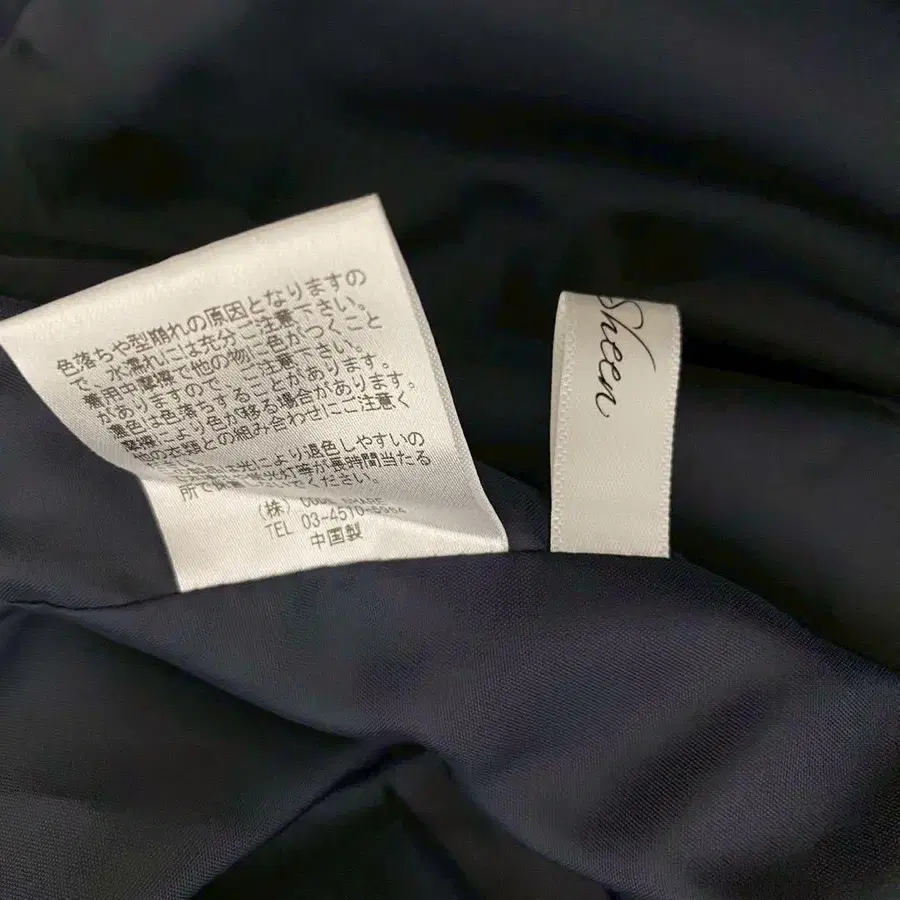 色落ちや型崩れの原因となりますの
で、水濡れには充分ご注意下さい。
着用中摩擦で他の物に色がつくこと
がありますので、ご注意下さい。
濃色は色落ちすることがあります。
摩擦により色が移る場合があります。
他の衣類との組み合わせにご注意く
は光により退色しやすいの
光灯等が長時間当たる
所で
(株)
TEL 03-4510-
中国製
Sheen